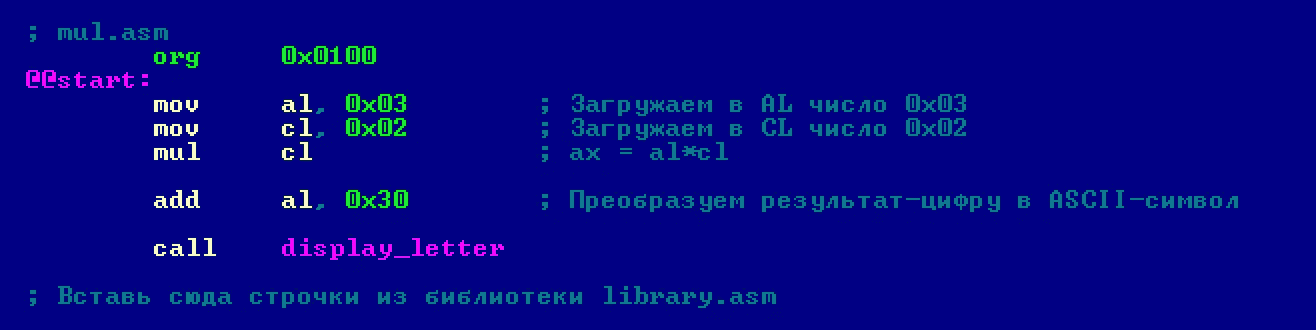 ; mul.asm
org 0x0100
@@start:
mov al, 0x03 ; Загружаем в AL число 0x03
mov cl, 0x02 ; Загружаем в CL число 0x02
mul cl ; ax = al*cl
add al, 0x30 ; Преобразуем результат-цифру в ASCII-символ
call display_letter
; Вставь сюда строчки из библиотеки library.asm